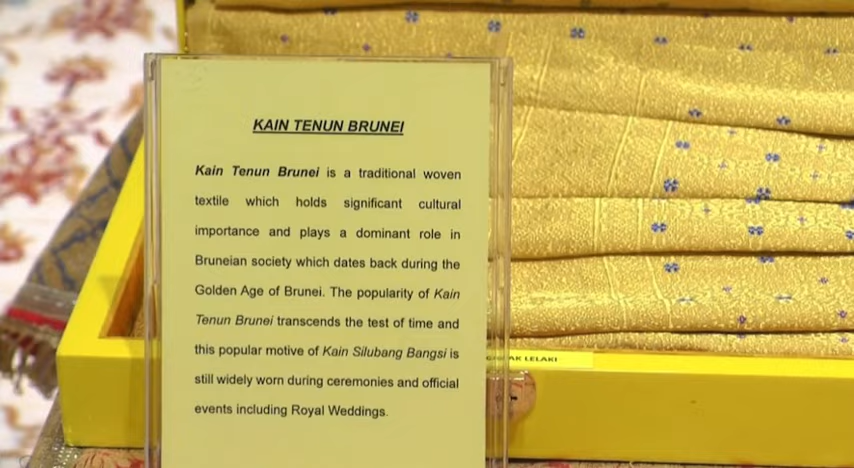 KAIN TENUN BRUNEI
Kain Tenun Brunei is a traditional woven
textile which holds significant cultural
importance and plays a dominant role in
Bruneian society which dates back during the
Golden Age of Brunei. The popularity of Kain
Tenun Brunei transcends the test of time and
this popular motive of Kain Silubang Bangsi is
still widely worn during ceremonies and official
events including Royal Weddings.
LELAKI